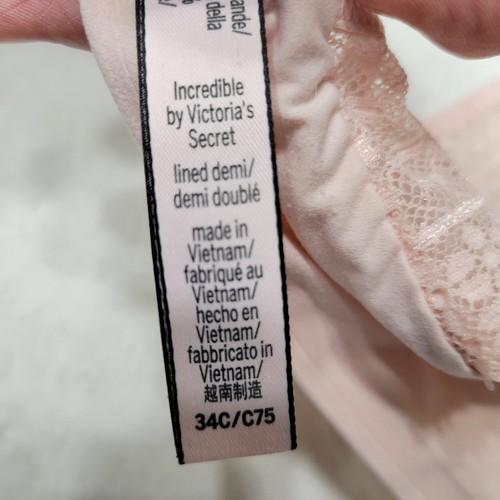 ande/
della
Incredible
by Victoria's
Secret
lined demi/
demi doublé
made in
Vietnam/
fabriqué au
Vietnam/
hecho en
Vietnam/
fabbricato in
Vietnam/
越南制造
34C/C75